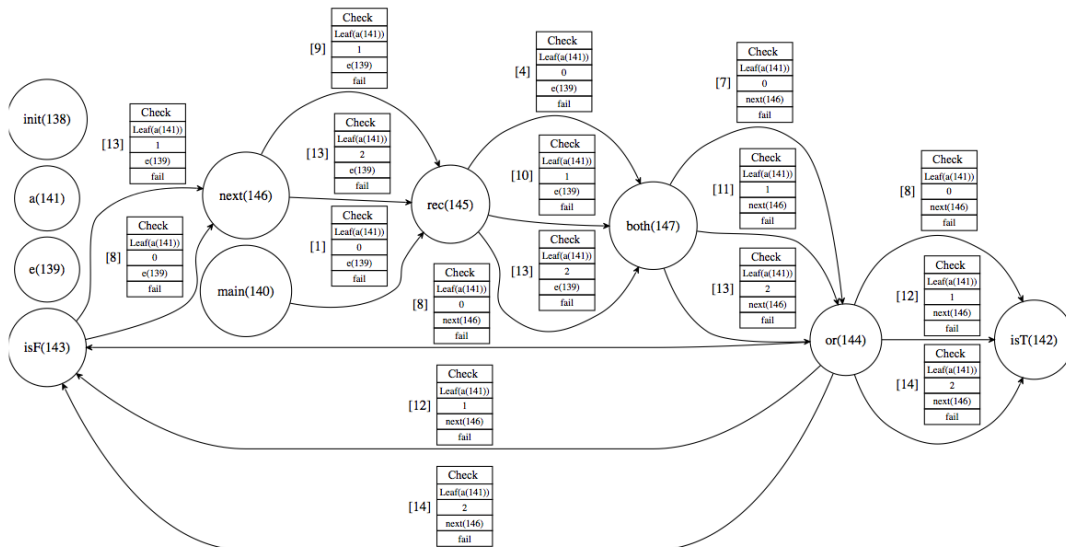 [9]
Check
Leaf(a(141))
1
e(139)
fail
[4]
Check
Leaf(a(141))
0
e(139)
fail
[7]
Check
Leaf(a(141))
0
next(146)
fail
init(138)
[13]
Check
Leaf(a(141))
1
e(139)
fail
[13]
Check
Leaf(a(141))
2
e(139)
fail
[10]
Check
Leaf(a(141))
1
e(139)
fail
[11]
Check
Leaf(a(141))
1
next(146)
fail
[8]
Check
Leaf(a(141))
0
next(146)
fail
a(141)
next(146)
rec(145)
both(147)
[8]
Check
Leaf(a(141))
0
e(139)
fail
[1]
Check
Leaf(a(141))
0
e(139)
fail
[13]
Check
Leaf(a(141))
2
e(139)
fail
[13]
Check
Leaf(a(141))
2
next(146)
fail
[12]
Check
Leaf(a(141))
1
next(146)
fail
e(139)
main(140)
[8]
Check
Leaf(a(141))
0
next(146)
fail
isF(143)
or(144)
isT(142)
[12]
Check
Leaf(a(141))
1
next(146)
fail
[14]
Check
Leaf(a(141))
2
next(146)
fail
[14]
Check
Leaf(a(141))
2
next(146)
fail